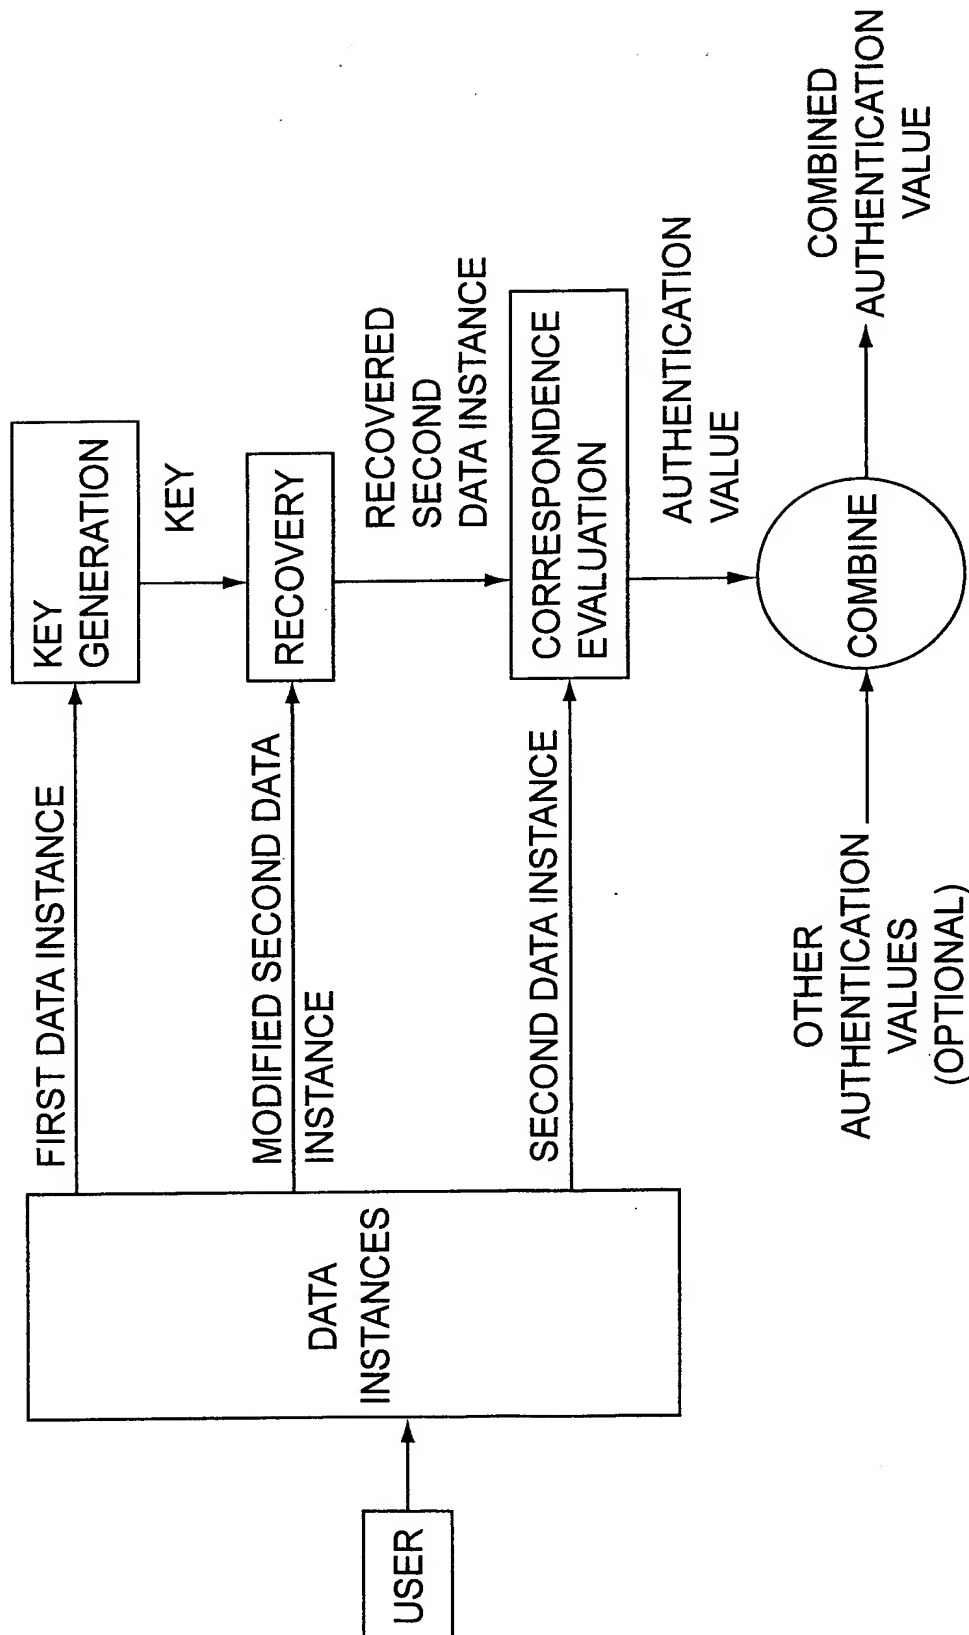 USER
DATA
INSTANCES
FIRST DATA INSTANCE
MODIFIED SECOND DATA
INSTANCE
SECOND DATA INSTANCE
KEY
GENERATION
KEY
RECOVERY
RECOVERED
SECOND
DATA INSTANCE
CORRESPONDENCE
EVALUATION
AUTHENTICATION
VALUE
OTHER
AUTHENTICATION
VALUES
(OPTIONAL)
COMBINE
COMBINED
AUTHENTICATION
VALUE